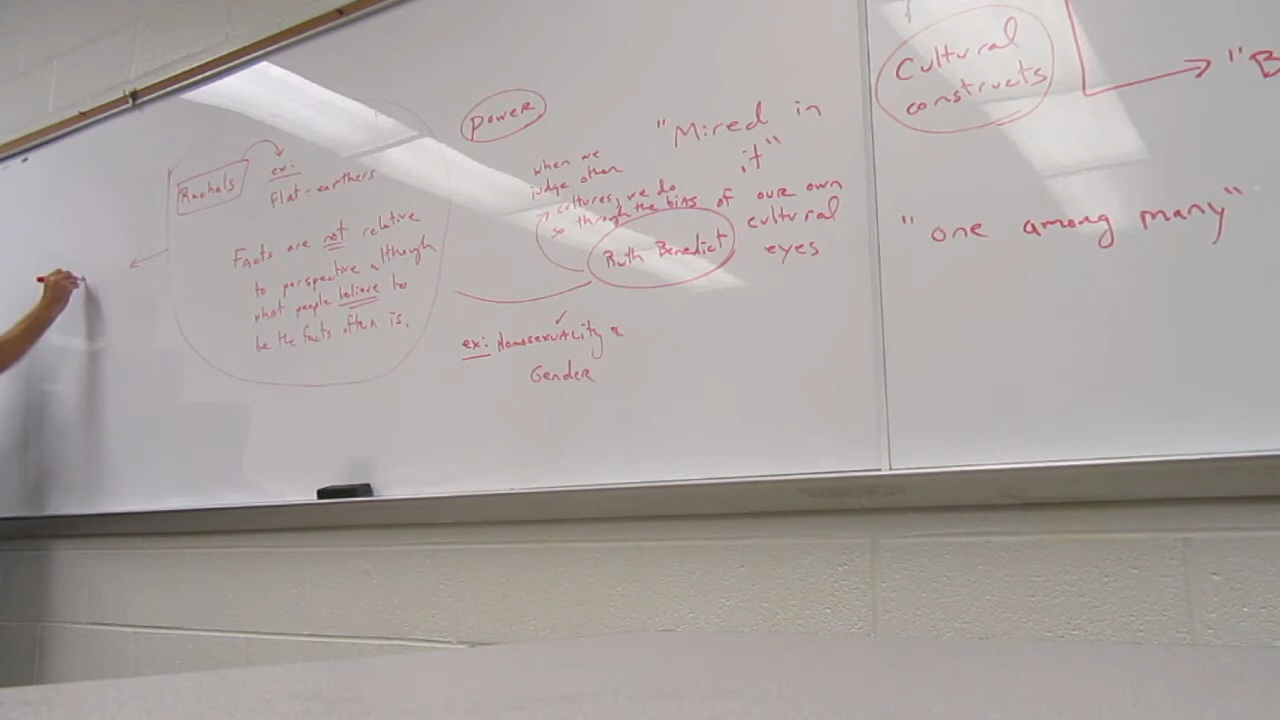 Rachels
ex:
flat-earthers
Facts are not relative
to perspective although
what people believe to
be the facts often is.
power
"Mired in
it"
when we
judge other
cultures, we do
so through the bias of our own
cultural
eyes
Ruth Benedict
ex: Homosexuality &
Gender
Cultural
constructs
"B
"one among many"